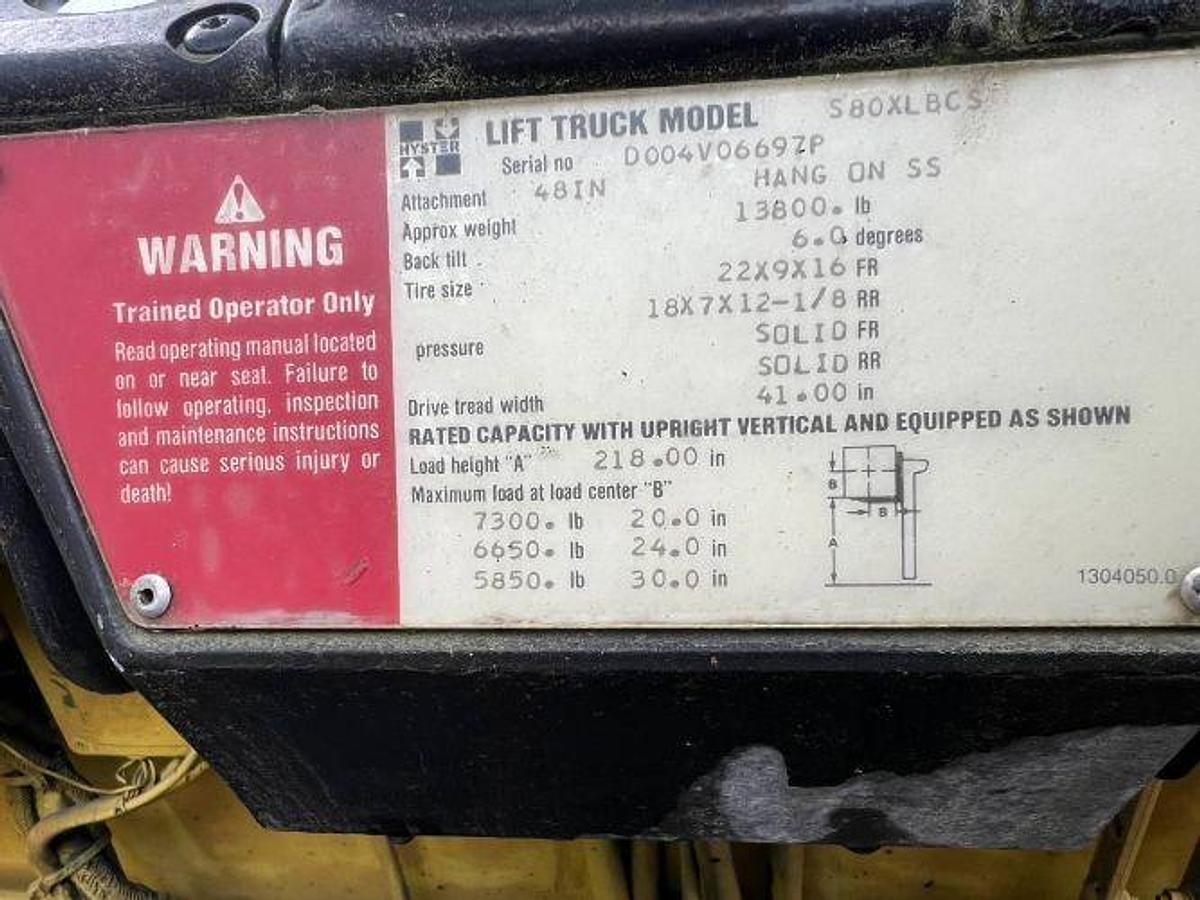 WARNING
Trained Operator Only
Read operating manual located
on or near seat. Failure to
follow operating, inspection
and maintenance instructions
can cause serious injury or
death!
HYSTER
LIFT TRUCK MODEL S80XLBCS
Serial no D004V06697P
Attachment 48IN HANG ON SS
Approx weight 13800. lb
Back tilt 6.0 degrees
Tire size 22X9X16 FR
18X7X12-1/8 RR
pressure SOLID FR
SOLID RR
Drive tread width 41.00 in
RATED CAPACITY WITH UPRIGHT VERTICAL AND EQUIPPED AS SHOWN
Load height "A" 218.00 in
Maximum load at load center "B"
7300. lb 20.0 in
6650. lb 24.0 in
5850. lb 30.0 in
B
B
A
1304050.0